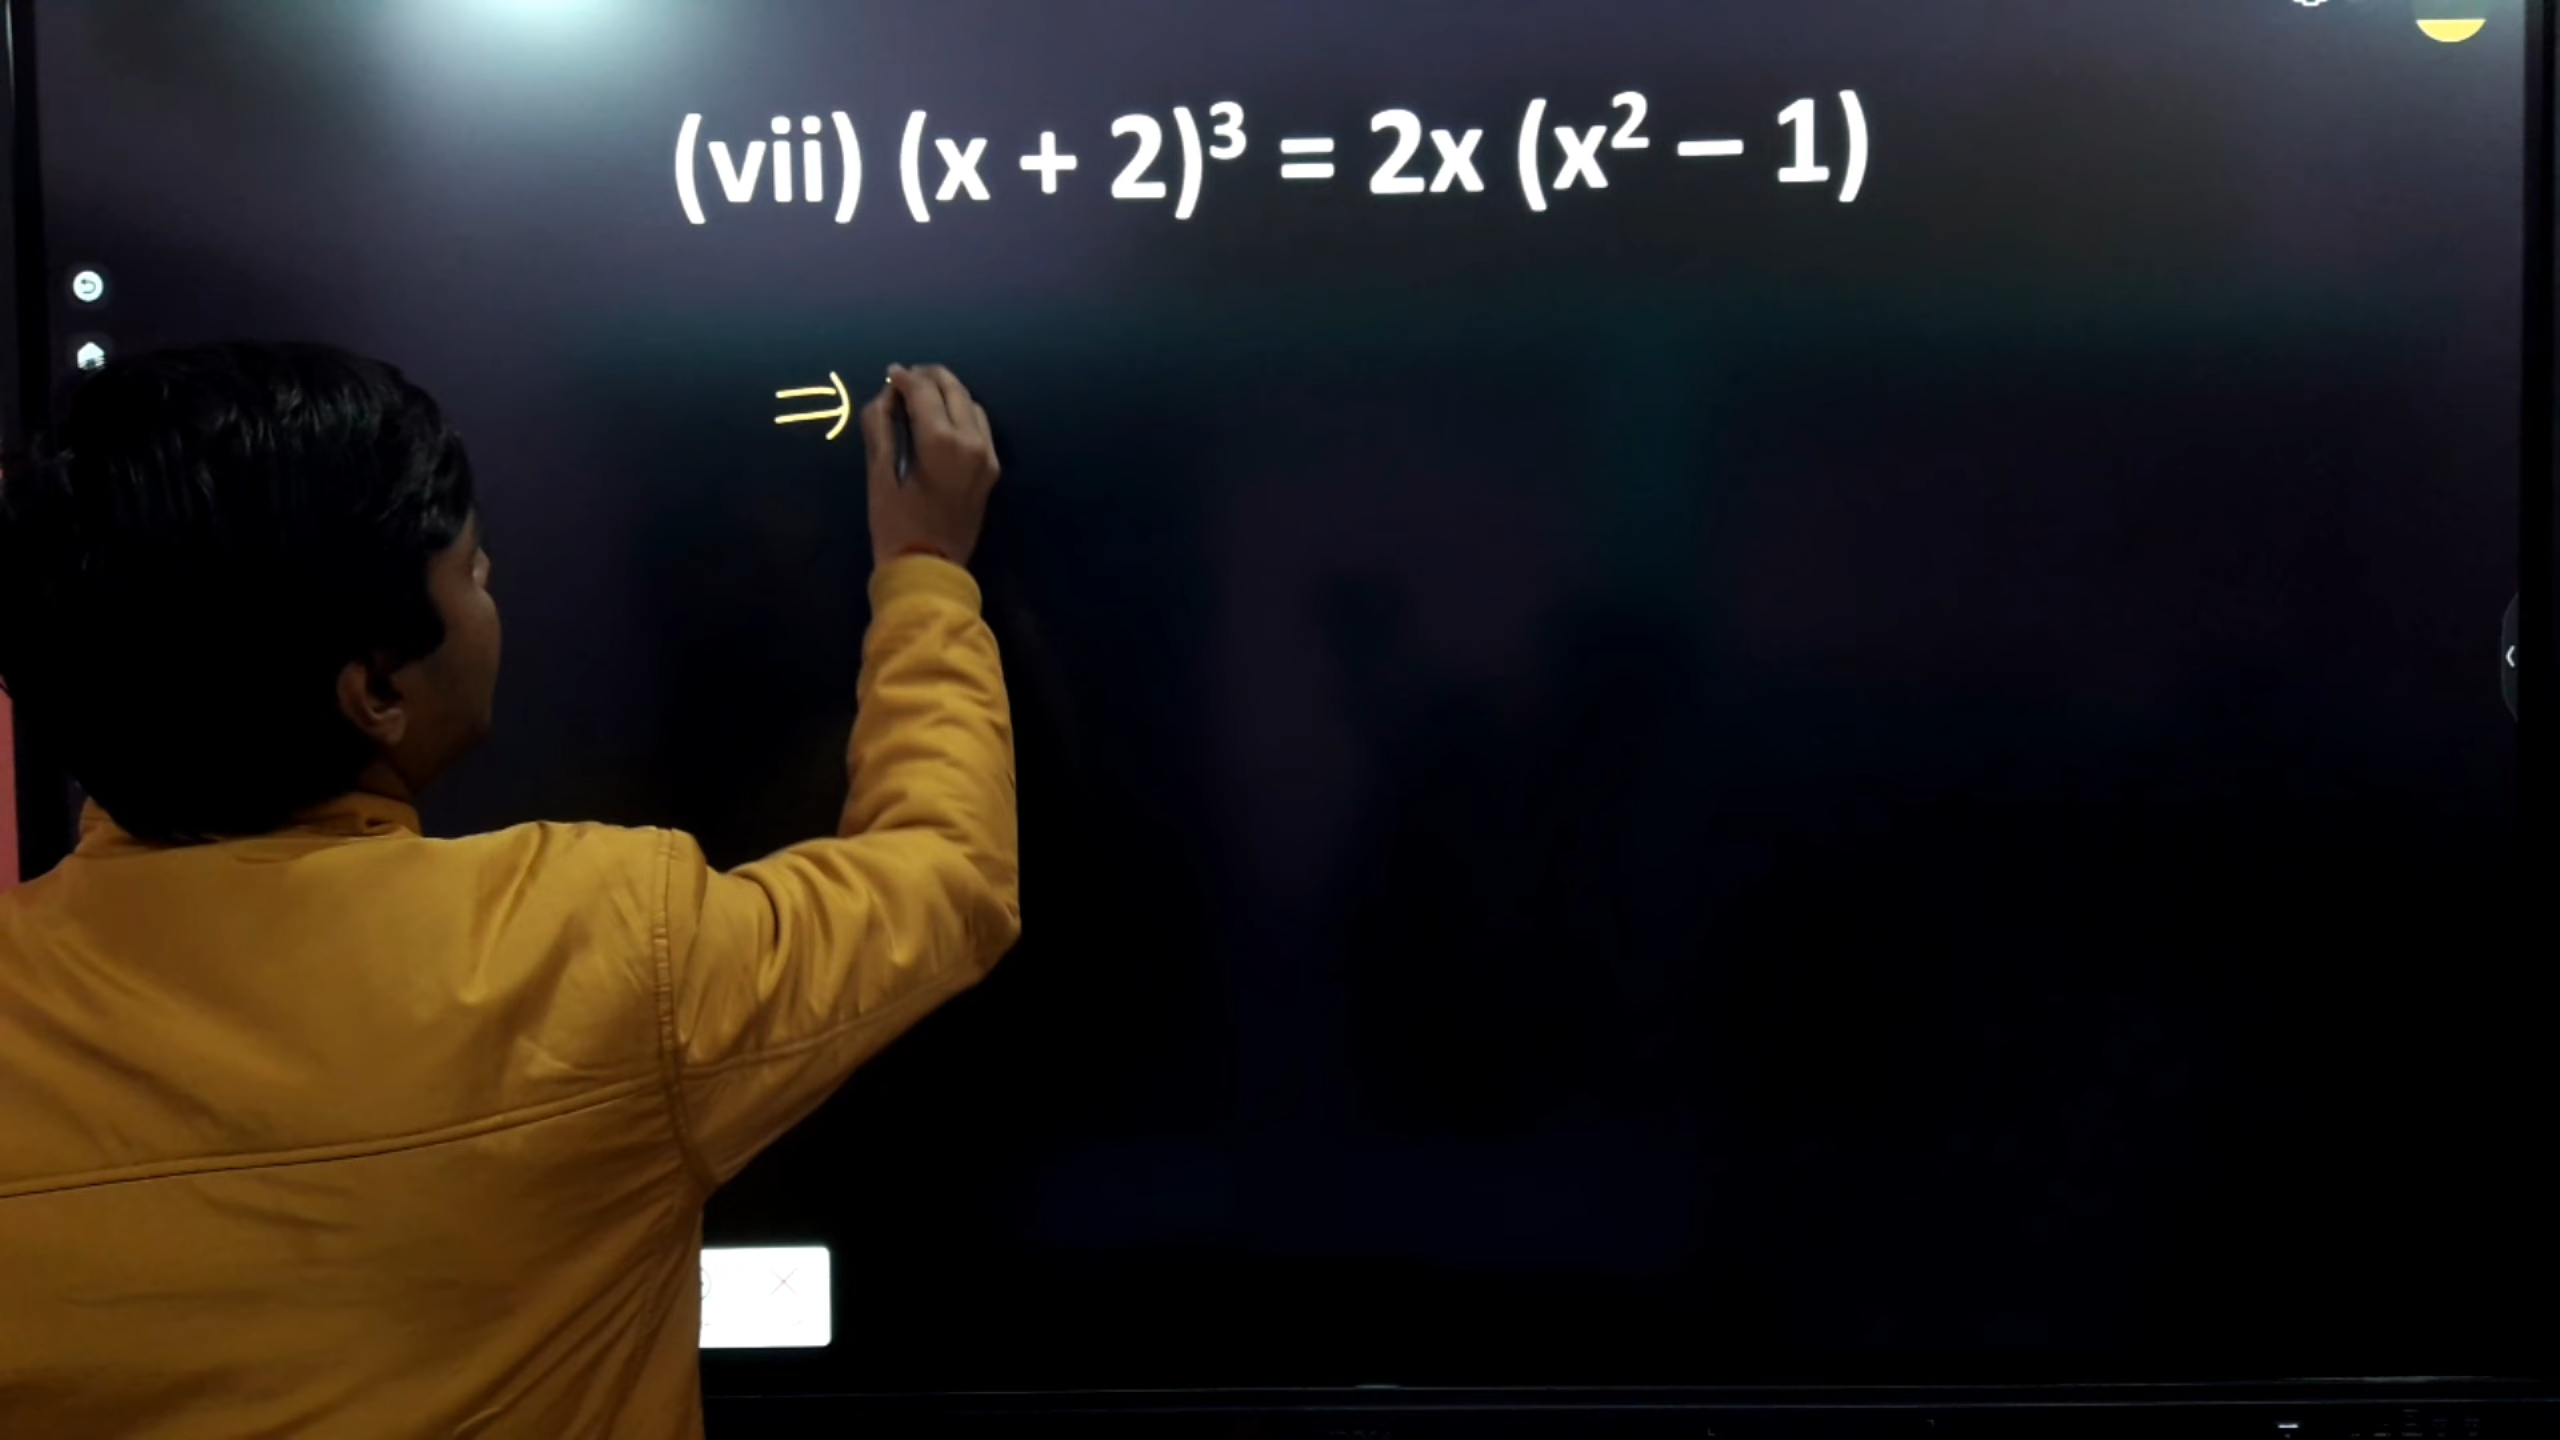 (vii) (x + 2)³ = 2x (x² – 1)
⇒